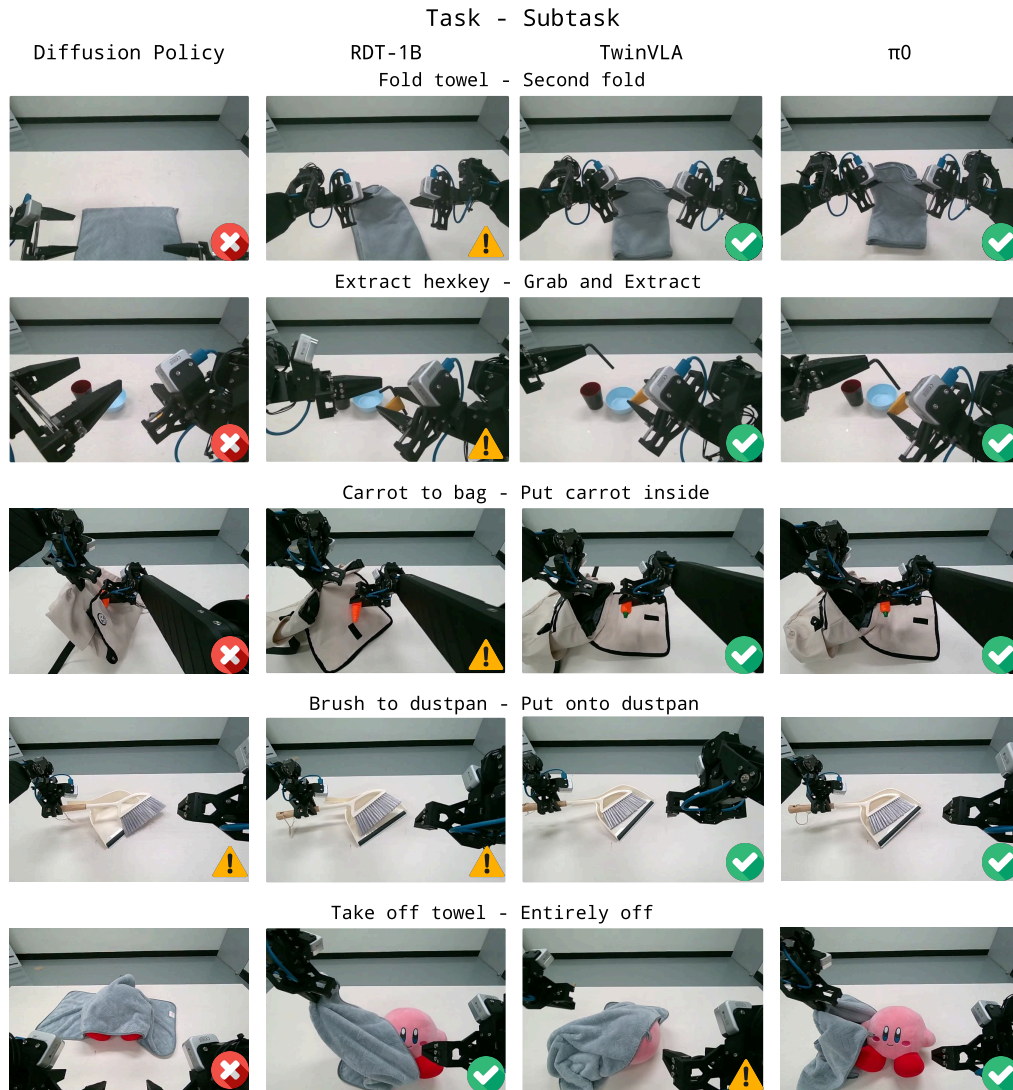 Task - Subtask
Diffusion Policy RDT-1B TwinVLA π0
Fold towel - Second fold
Extract hexkey - Grab and Extract
Carrot to bag - Put carrot inside
Brush to dustpan - Put onto dustpan
Take off towel - Entirely off